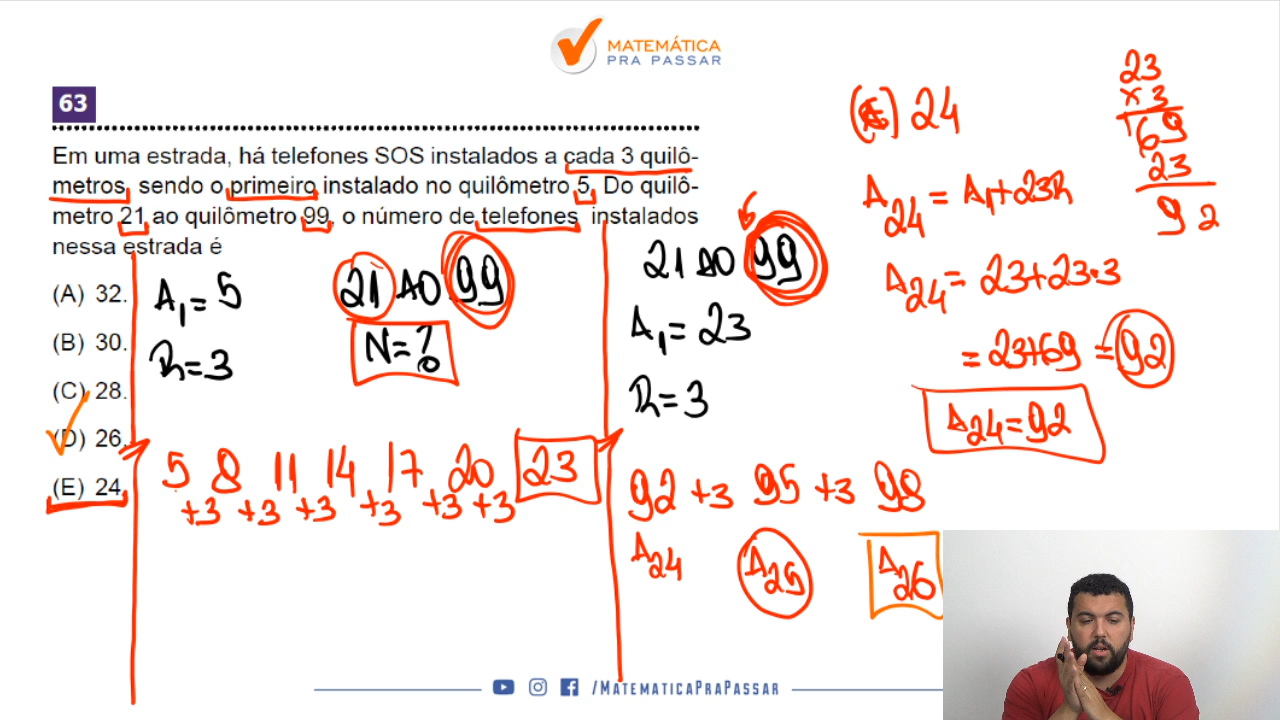 MATEMÁTICA
PRA PASSAR
63
Em uma estrada, há telefones SOS instalados a cada 3 quilô-
metros, sendo o primeiro instalado no quilômetro 5. Do quilô-
metro 21 ao quilômetro 99, o número de telefones instalados
nessa estrada é
(A) 32.
(B) 30.
(C) 28.
(D) 26.
(E) 24.
A1 = 5
R = 3
21 AO 99
N = ?
5 8 11 14 17 20 23
+3 +3 +3 +3 +3 +3
21 AO 99
A1 = 23
R = 3
92 +3 95 +3 98
A24 A25 A26
(E) 24
A24 = A1 + 23R
A24 = 23 + 23 · 3
= 23 + 69 = 92
A24 = 92
23
x 3
69
23
92
/MATEMATICAPRAPASSAR